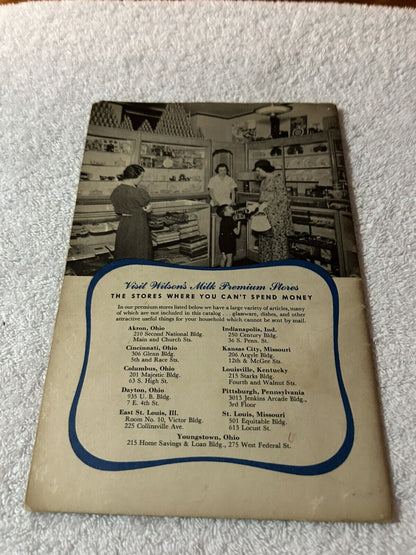 Visit Wilson's Milk Premium Stores
THE STORES WHERE YOU CAN'T SPEND MONEY
In our premium stores listed below we have a large variety of articles, many
of which are not included in this catalog . . . glassware, dishes, and other
attractive useful things for your household which cannot be sent by mail.
Akron, Ohio
210 Second National Bldg.
Main and Church Sts.
Cincinnati, Ohio
306 Glenn Bldg.
5th and Race Sts.
Columbus, Ohio
201 Majestic Bldg.
63 S. High St.
Dayton, Ohio
935 U. B. Bldg.
7 E. 4th St.
East St. Louis, Ill.
Room No. 10, Victor Bldg.
225 Collinsville Ave.
Indianapolis, Ind.
250 Century Bldg.
36 S. Penn. St.
Kansas City, Missouri
206 Argyle Bldg.
12th & McGee Sts.
Louisville, Kentucky
215 Starks Bldg.
Fourth and Walnut Sts.
Pittsburgh, Pennsylvania
3013 Jenkins Arcade Bldg.,
3rd Floor
St. Louis, Missouri
501 Equitable Bldg.
613 Locust St.
Youngstown, Ohio
215 Home Savings & Loan Bldg., 275 West Federal St.